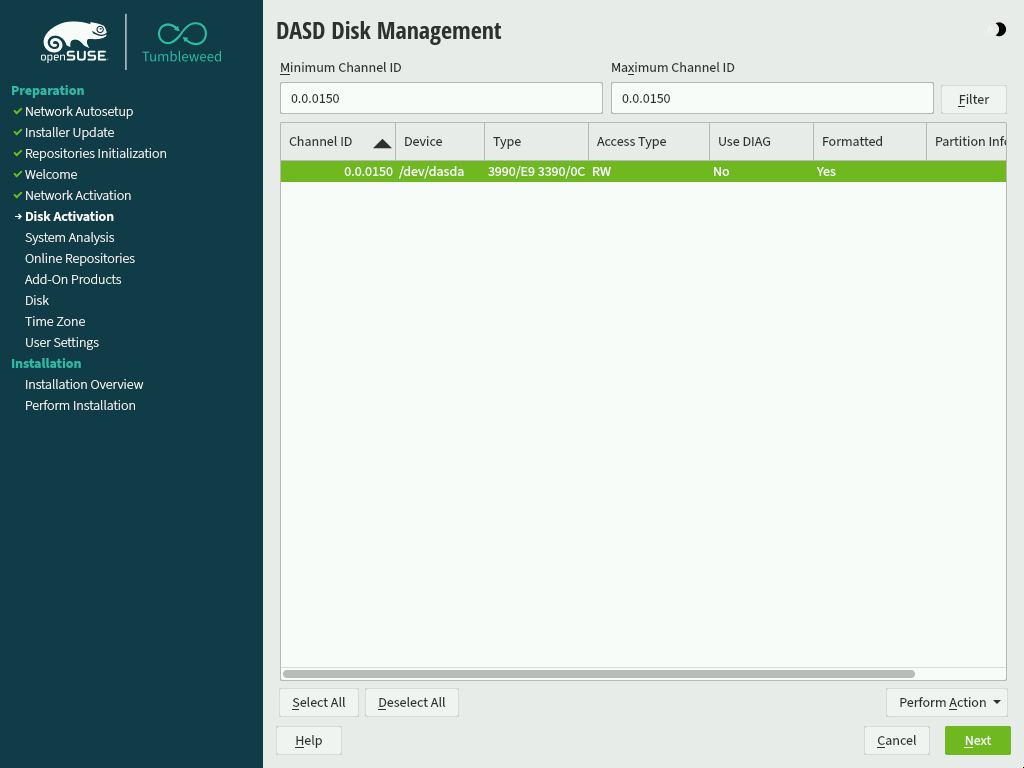 openSUSE
Tumbleweed
Preparation
Network Autosetup
Installer Update
Repositories Initialization
Welcome
Network Activation
Disk Activation
System Analysis
Online Repositories
Add-On Products
Disk
Time Zone
User Settings
Installation
Installation Overview
Perform Installation
DASD Disk Management
Minimum Channel ID Maximum Channel ID
0.0.0150 0.0.0150 Filter
Channel ID Device Type Access Type Use DIAG Formatted Partition Info
0.0.0150 /dev/dasda 3990/E9 3390/0C RW No Yes
Select All Deselect All Perform Action
Help Cancel Next